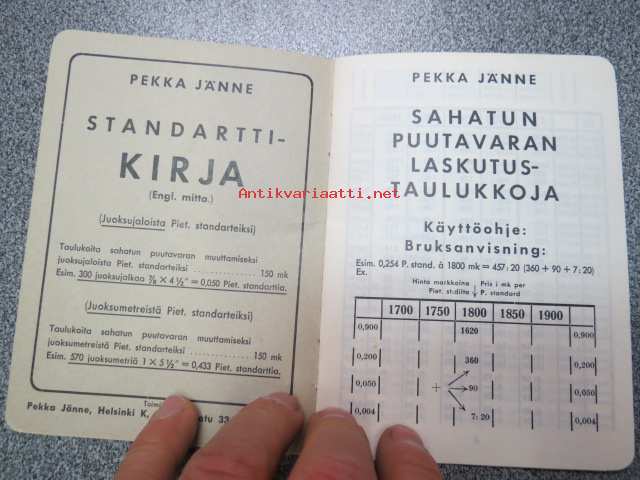 PEKKA JÄNNE
STANDARTTI-
KIRJA
(Engl. mitta.)
(Juoksujaloista Piet. standarteiksi)
Taulukoita sahatun puutavaran muuttamiseksi
juoksujaloista Piet. standarteiksi ............ 150 mk
Esim. 300 juoksujalkaa ⅞ × 4 ½" = 0,050 Piet. standarttia.
(Juoksumetreistä Piet. standarteiksi)
Taulukoita sahatun puutavaran muuttamiseksi
juoksumetreistä Piet. standarteiksi ............ 150 mk
Esim. 570 juoksumetriä 1 × 5 ½" = 0,433 Piet. standarttia.
Pekka Jänne, Helsinki K.
PEKKA JÄNNE
SAHATUN
PUUTAVARAN
LASKUTUS-
TAULUKKOJA
Käyttöohje:
Bruksanvisning:
Esim. 0,254 P. stand. à 1800 mk = 457: 20 (360 + 90 + 7: 20)
Ex.
Hinta markkoina Pris i mk per
Piet. st:dilta ↓ P. standard
1700 1750 1800 1850 1900
0,900 1620 0,900
0,200 360 0,200
0,050 + 90 0,050
0,004 7: 20 0,004
Antikvariaatti.net